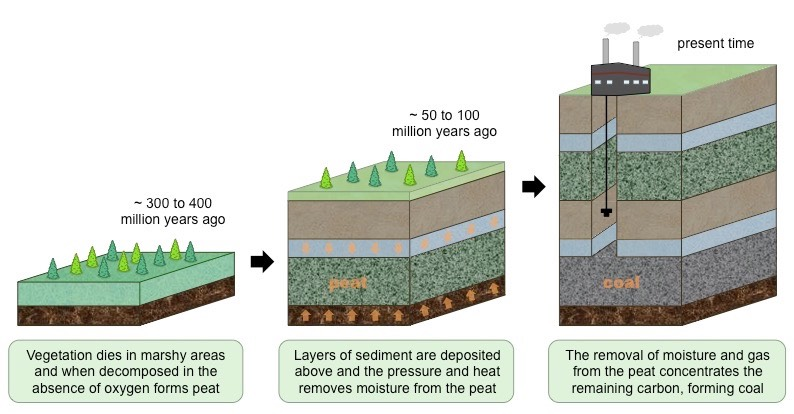 ~ 300 to 400
million years ago
~ 50 to 100
million years ago
present time
peat
coal
Vegetation dies in marshy areas
and when decomposed in the
absence of oxygen forms peat
Layers of sediment are deposited
above and the pressure and heat
removes moisture from the peat
The removal of moisture and gas
from the peat concentrates the
remaining carbon, forming coal